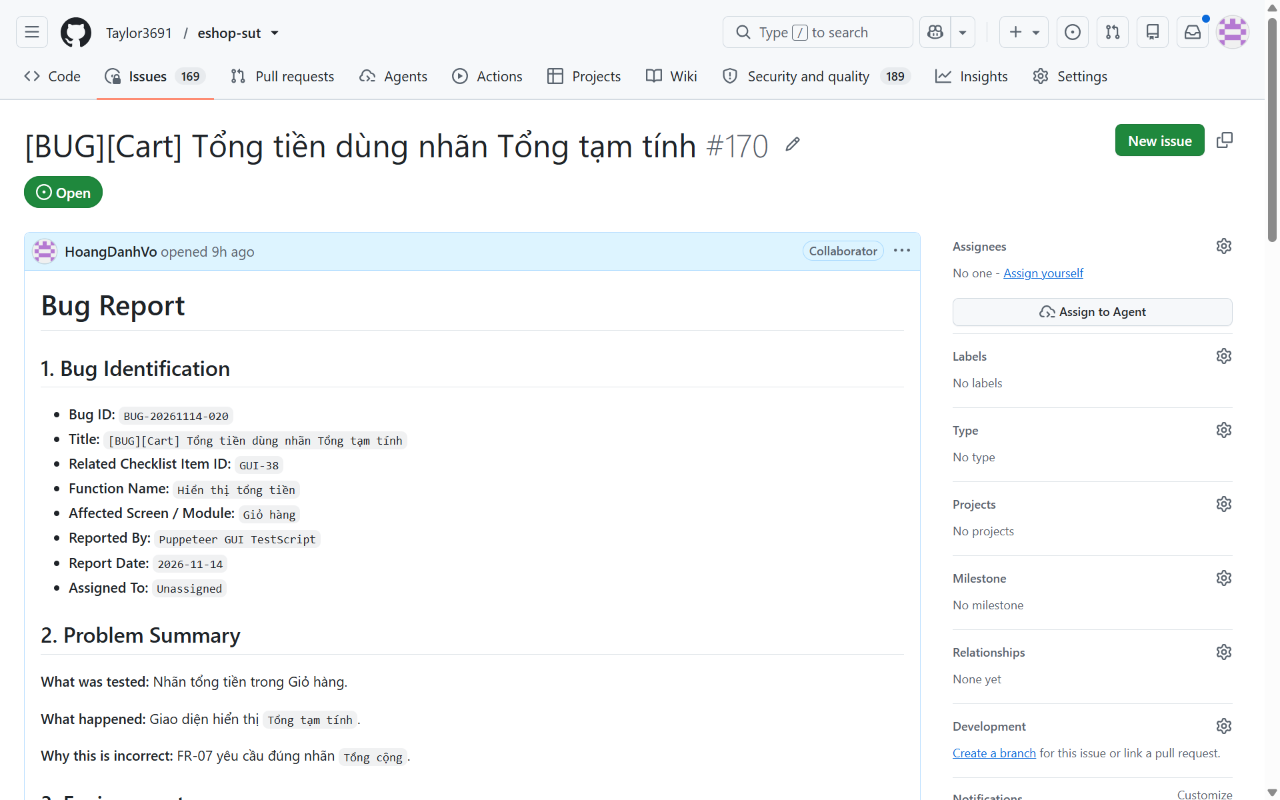 Taylor3691 / eshop-sut
Type / to search
Code
Issues 169
Pull requests
Agents
Actions
Projects
Wiki
Security and quality 189
Insights
Settings
[BUG][Cart] Tổng tiền dùng nhãn Tổng tạm tính #170
New issue
Open
HoangDanhVo opened 9h ago
Collaborator
Bug Report
1. Bug Identification
Bug ID: BUG-20261114-020
Title: [BUG][Cart] Tổng tiền dùng nhãn Tổng tạm tính
Related Checklist Item ID: GUI-38
Function Name: Hiển thị tổng tiền
Affected Screen / Module: Giỏ hàng
Reported By: Puppeteer GUI TestScript
Report Date: 2026-11-14
Assigned To: Unassigned
2. Problem Summary
What was tested: Nhãn tổng tiền trong Giỏ hàng.
What happened: Giao diện hiển thị Tổng tạm tính.
Why this is incorrect: FR-07 yêu cầu đúng nhãn Tổng cộng.
Assignees
No one - Assign yourself
Assign to Agent
Labels
No labels
Type
No type
Projects
No projects
Milestone
No milestone
Relationships
None yet
Development
Create a branch for this issue or link a pull request.
Notifications
Customize